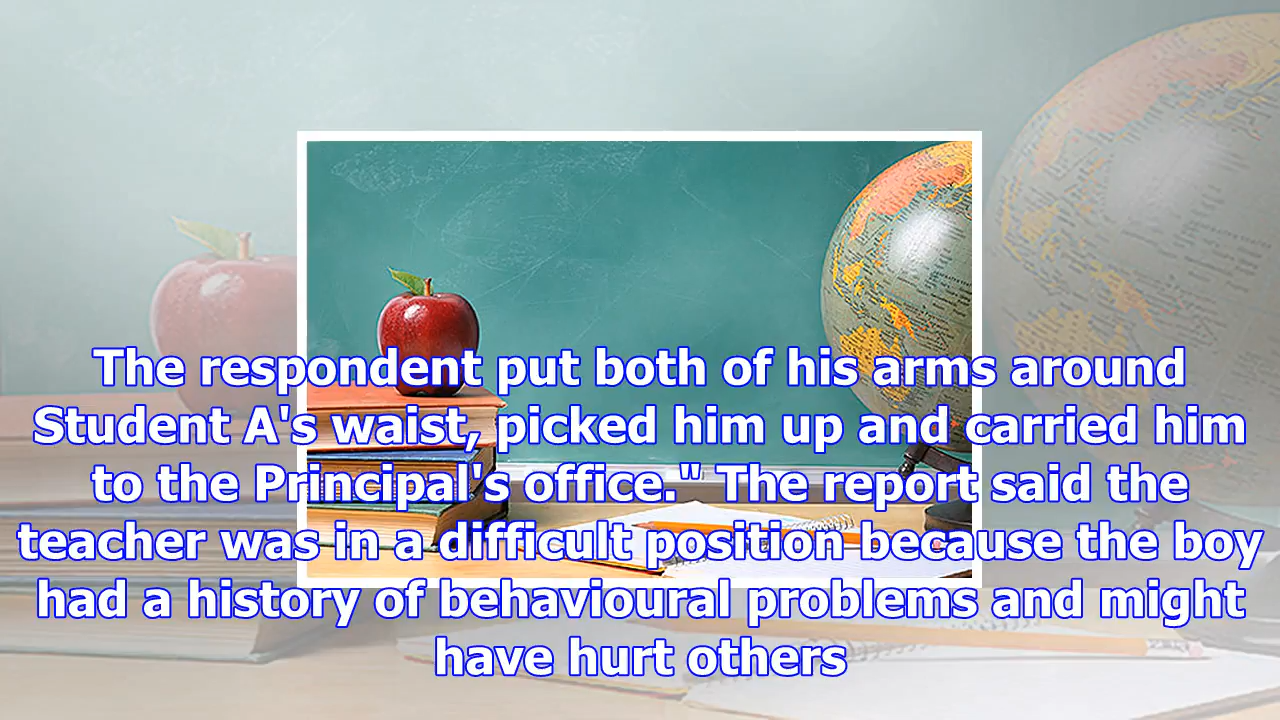 The respondent put both of his arms around
Student A's waist, picked him up and carried him
to the Principal's office." The report said the
teacher was in a difficult position because the boy
had a history of behavioural problems and might
have hurt others